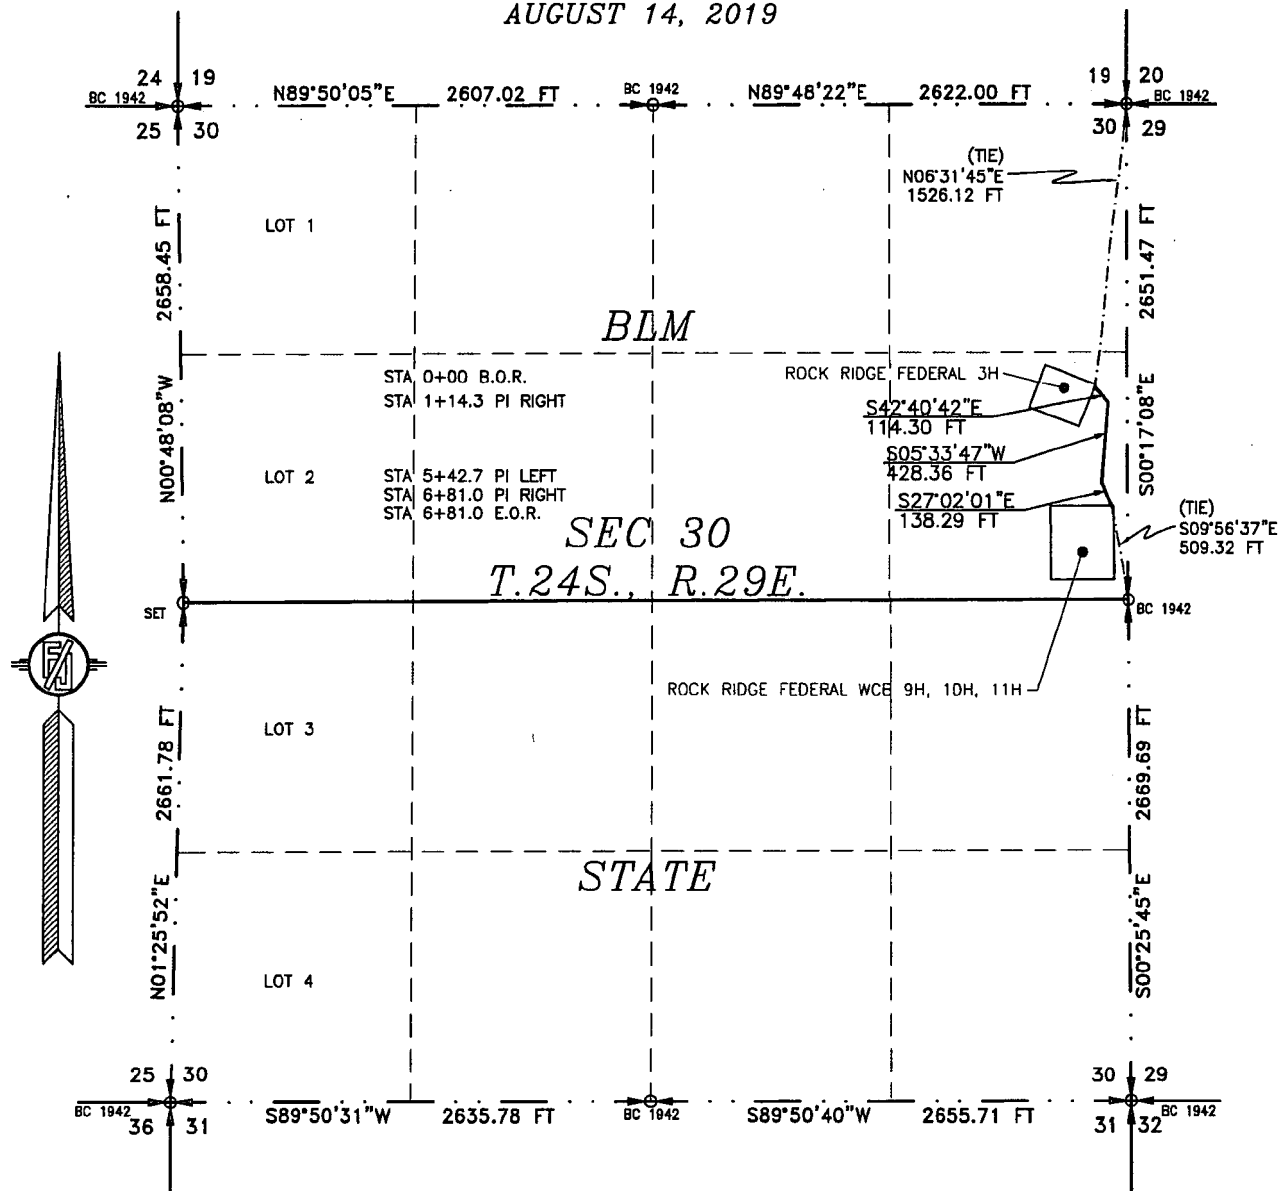 AUGUST 14, 2019
24 19
19 20
BC 1942
N89°50'05"E 2607.02 FT
BC 1942
N89°48'22"E 2622.00 FT
BC 1942
25 30
30 29
(TIE)
N06°31'45"E
1526.12 FT
LOT 1
2658.45 FT
2651.47 FT
BLM
STA 0+00 B.O.R.
STA 1+14.3 PI RIGHT
ROCK RIDGE FEDERAL 3H
S42°40'42"E
114.30 FT
N00°48'08"W
S00°17'08"E
S05°33'47"W
428.36 FT
LOT 2
STA 5+42.7 PI LEFT
STA 6+81.0 PI RIGHT
STA 6+81.0 E.O.R.
S27°02'01"E
138.29 FT
(TIE)
S09°56'37"E
509.32 FT
SEC 30
T.24S., R.29E.
SET
BC 1942
ROCK RIDGE FEDERAL WCB 9H, 10H, 11H
LOT 3
2661.78 FT
2669.69 FT
STATE
N01°25'52"E
S00°25'45"E
LOT 4
25 30
30 29
BC 1942
S89°50'31"W 2635.78 FT
BC 1942
S89°50'40"W 2655.71 FT
BC 1942
36 31
31 32